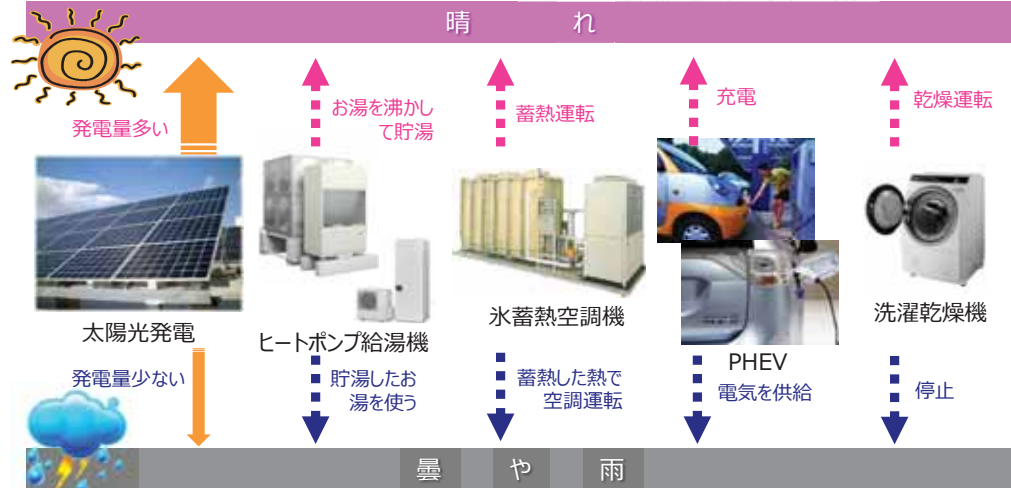 晴れ
発電量多い
お湯を沸かし
て貯湯
蓄熱運転
充電
乾燥運転
太陽光発電
ヒートポンプ給湯機
氷蓄熱空調機
PHEV
洗濯乾燥機
発電量少ない
貯湯したお
湯を使う
蓄熱した熱で
空調運転
電気を供給
停止
曇や雨